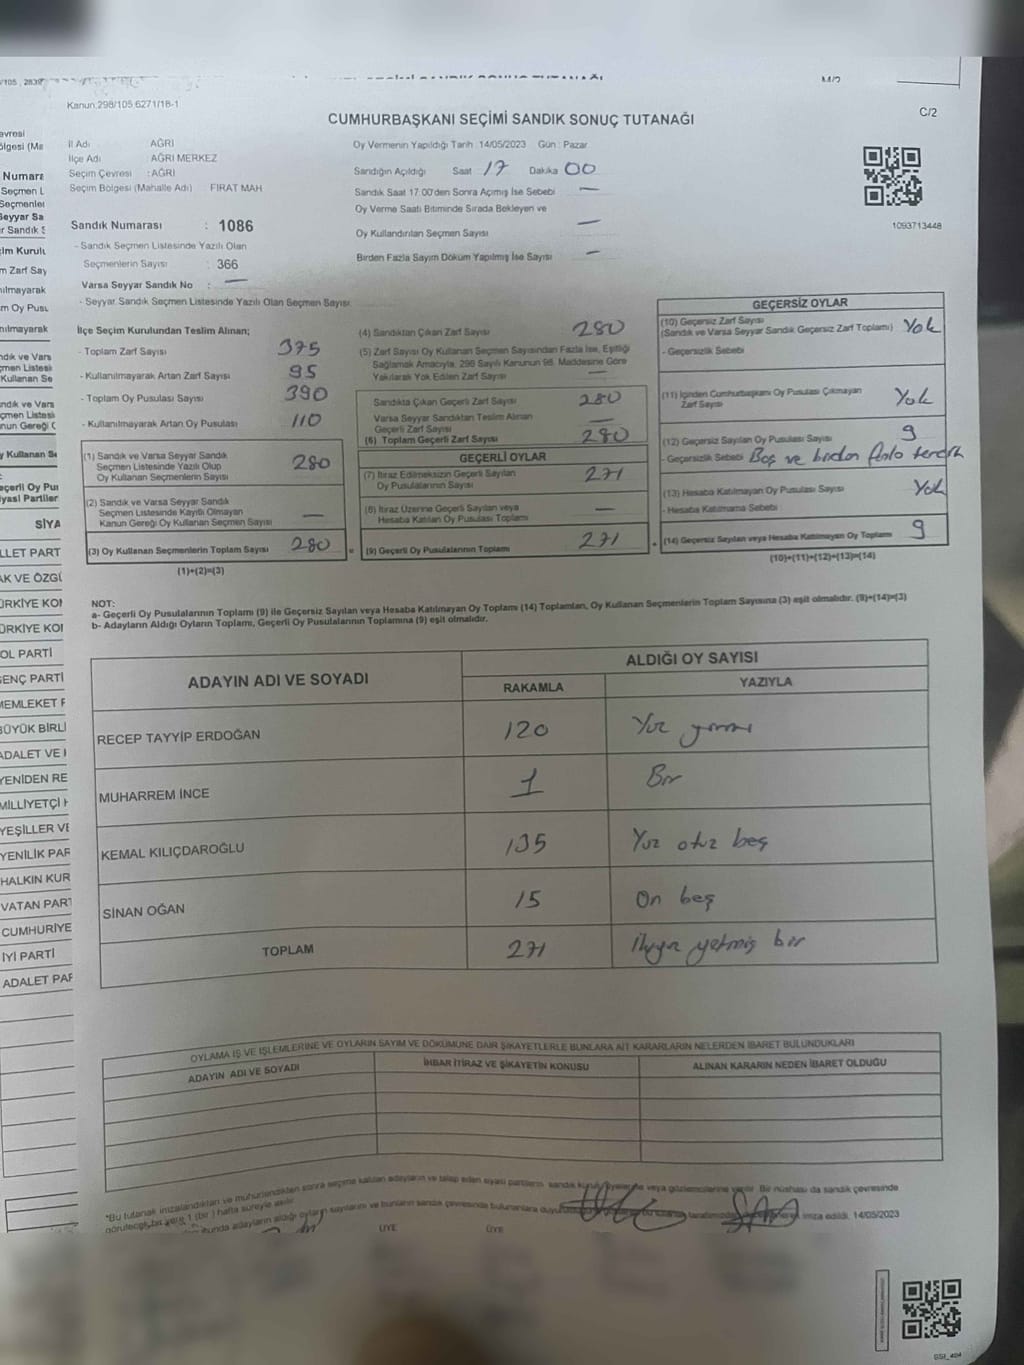 Kanun,298/105,6271/18-1
C/2
CUMHURBAŞKANI SEÇİMİ SANDIK SONUÇ TUTANAĞI
İl Adı : AĞRI
İlçe Adı : AĞRI MERKEZ
Seçim Çevresi : AĞRI
Seçim Bölgesi (Mahalle Adı) FIRAT MAH
Sandık Numarası : 1086
- Sandık Seçmen Listesinde Yazılı Olan
Seçmenlerin Sayısı : 366
Varsa Seyyar Sandık No : —
- Seyyar Sandık Seçmen Listesinde Yazılı Olan Seçmen Sayısı
Oy Vermenin Yapıldığı Tarih :14/05/2023 Gün : Pazar
Sandığın Açıldığı Saat 17 Dakika 00
Sandık Saat 17.00'den Sonra Açımış İse Sebebi —
Oy Verme Saati Bitiminde Sırada Bekleyen ve
Oy Kullandırılan Seçmen Sayısı —
Birden Fazla Sayım Döküm Yapılmış İse Sayısı —
1093713448
İlçe Seçim Kurulundan Teslim Alınan;
- Toplam Zarf Sayısı 375
- Kullanılmayarak Artan Zarf Sayısı 95
- Toplam Oy Pusulası Sayısı 390
- Kullanılmayarak Artan Oy Pusulası 110
(1) Sandık ve Varsa Seyyar Sandık
Seçmen Listesinde Yazılı Olup
Oy Kullanan Seçmenlerin Sayısı 280
(2) Sandık ve Varsa Seyyar Sandık
Seçmen Listesinde Kayıtlı Olmayan
Kanun Gereği Oy Kullanan Seçmen Sayısı —
(3) Oy Kullanan Seçmenlerin Toplam Sayısı 280
(1)+(2)=(3)
(4) Sandıktan Çıkan Zarf Sayısı 280
(5) Zarf Sayısı Oy Kullanan Seçmen Sayısından Fazla İse, Eşitliği
Sağlamak Amacıyla, 298 Sayılı Kanunun 98. Maddesine Göre
Yakılarak Yok Edilen Zarf Sayısı —
Sandıkta Çıkan Geçerli Zarf Sayısı 280
Varsa Seyyar Sandıktan Teslim Alınan
Geçerli Zarf Sayısı —
(6) Toplam Geçerli Zarf Sayısı 280
GEÇERLİ OYLAR
(7) İtiraz Edilmeksizin Geçerli Sayılan
Oy Pusulalarının Sayısı 271
(8) İtiraz Üzerine Geçerli Sayılan veya
Hesaba Katılan Oy Pusulası Toplamı —
(9) Geçerli Oy Pusulalarının Toplamı 271
GEÇERSİZ OYLAR
(10) Geçersiz Zarf Sayısı
(Sandık ve Varsa Seyyar Sandık Geçersiz Zarf Toplamı) Yok
- Geçersizlik Sebebi
(11) İçinden Cumhurbaşkanı Oy Pusulası Çıkmayan
Zarf Sayısı Yok
(12) Geçersiz Sayılan Oy Pusulası Sayısı 9
- Geçersizlik Sebebi Boş ve birden fazla tercih
(13) Hesaba Katılmayan Oy Pusulası Sayısı Yok
- Hesaba Katılmama Sebebi
(14) Geçersiz Sayılan veya Hesaba Katılmayan Oy Toplamı 9
(10)+(11)+(12)+(13)=(14)
NOT:
a- Geçerli Oy Pusulalarının Toplamı (9) ile Geçersiz Sayılan veya Hesaba Katılmayan Oy Toplamı (14) Toplamları, Oy Kullanan Seçmenlerin Toplam Sayısına (3) eşit olmalıdır. (9)+(14)=(3)
b- Adayların Aldığı Oyların Toplamı, Geçerli Oy Pusulalarının Toplamına (9) eşit olmalıdır.
ADAYIN ADI VE SOYADI
ALDIĞI OY SAYISI
RAKAMLA YAZIYLA
RECEP TAYYİP ERDOĞAN 120 Yüz yirmi
MUHARREM İNCE 1 Bir
KEMAL KILIÇDAROĞLU 135 Yüz otuz beş
SİNAN OĞAN 15 On beş
TOPLAM 271 İkiyüz yetmiş bir
OYLAMA İŞ VE İŞLEMLERİNE VE OYLARIN SAYIM VE DÖKÜMÜNE DAİR ŞİKAYETLERLE BUNLARA AİT KARARLARIN NELERDEN İBARET BULUNDUKLARI
ADAYIN ADI VE SOYADI İHBAR İTİRAZ VE ŞİKAYETİN KONUSU ALINAN KARARIN NEDEN İBARET OLDUĞU
*Bu tutanak imzalandıktan ve mühürlendikten sonra seçime katılan adayların ve talep eden siyasi partilerin sandık kurulu üyelerine veya gözlemcilerine verilir. Bir nüshası da sandık çevresinde
görülecek bir yere 1 (bir) hafta süreyle asılır.
adayların aldığı oyların sayılarını ve bunların sandık çevresinde bulunanlara imza edildi. 14/05/2023
ÜYE ÜYE